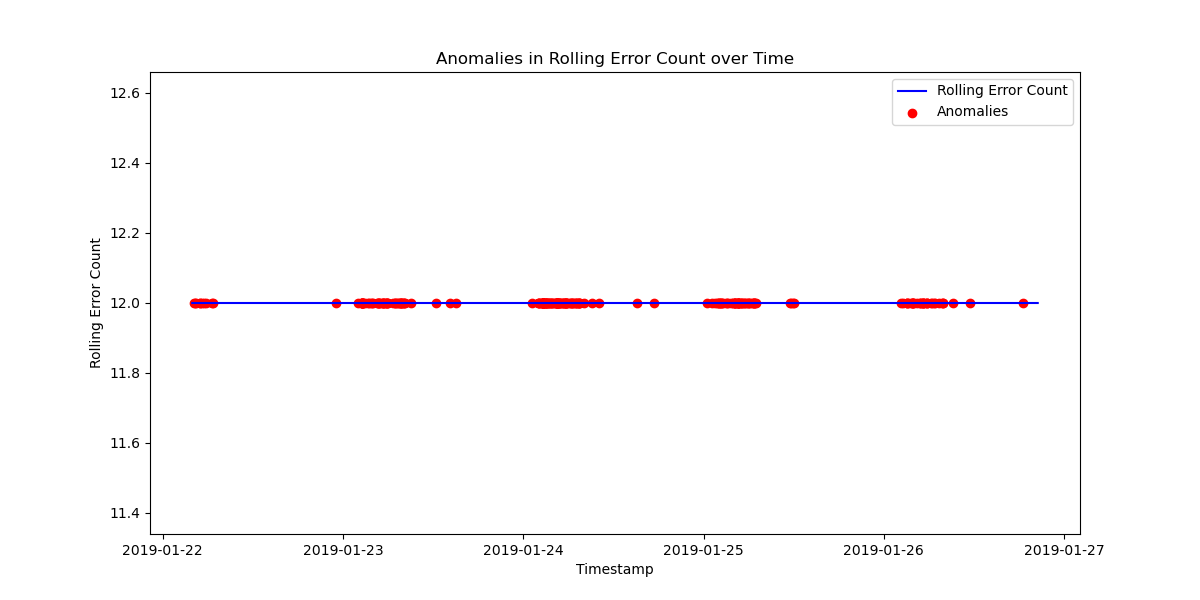 Anomalies in Rolling Error Count over Time
Rolling Error Count
Anomalies
12.6
12.4
12.2
12.0
11.8
11.6
11.4
Rolling Error Count
2019-01-22 2019-01-23 2019-01-24 2019-01-25 2019-01-26 2019-01-27
Timestamp